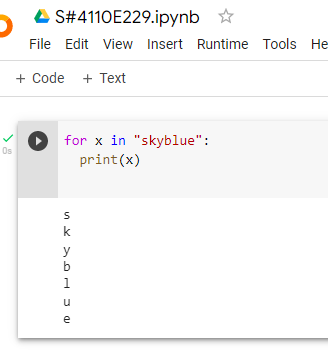 S#4110E229.ipynb
File Edit View Insert Runtime Tools He
+ Code + Text
0s
for x in "skyblue":
  print(x)
s
k
y
b
l
u
e